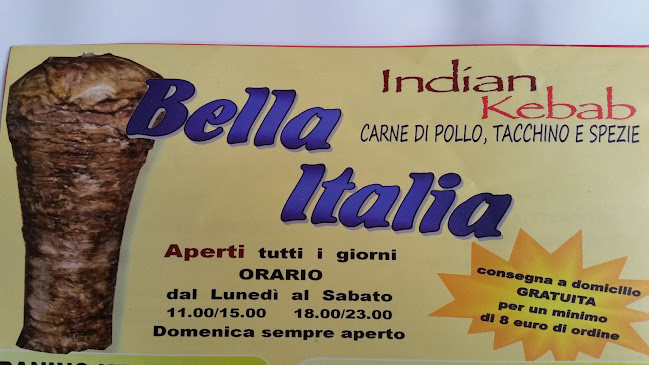 Bella
Italia
Indian
Kebab
CARNE DI POLLO, TACCHINO E SPEZIE
Aperti tutti i giorni
ORARIO
dal Lunedì al Sabato
11.00/15.00 18.00/23.00
Domenica sempre aperto
consegna a domicilio
GRATUITA
per un minimo
di 8 euro di ordine